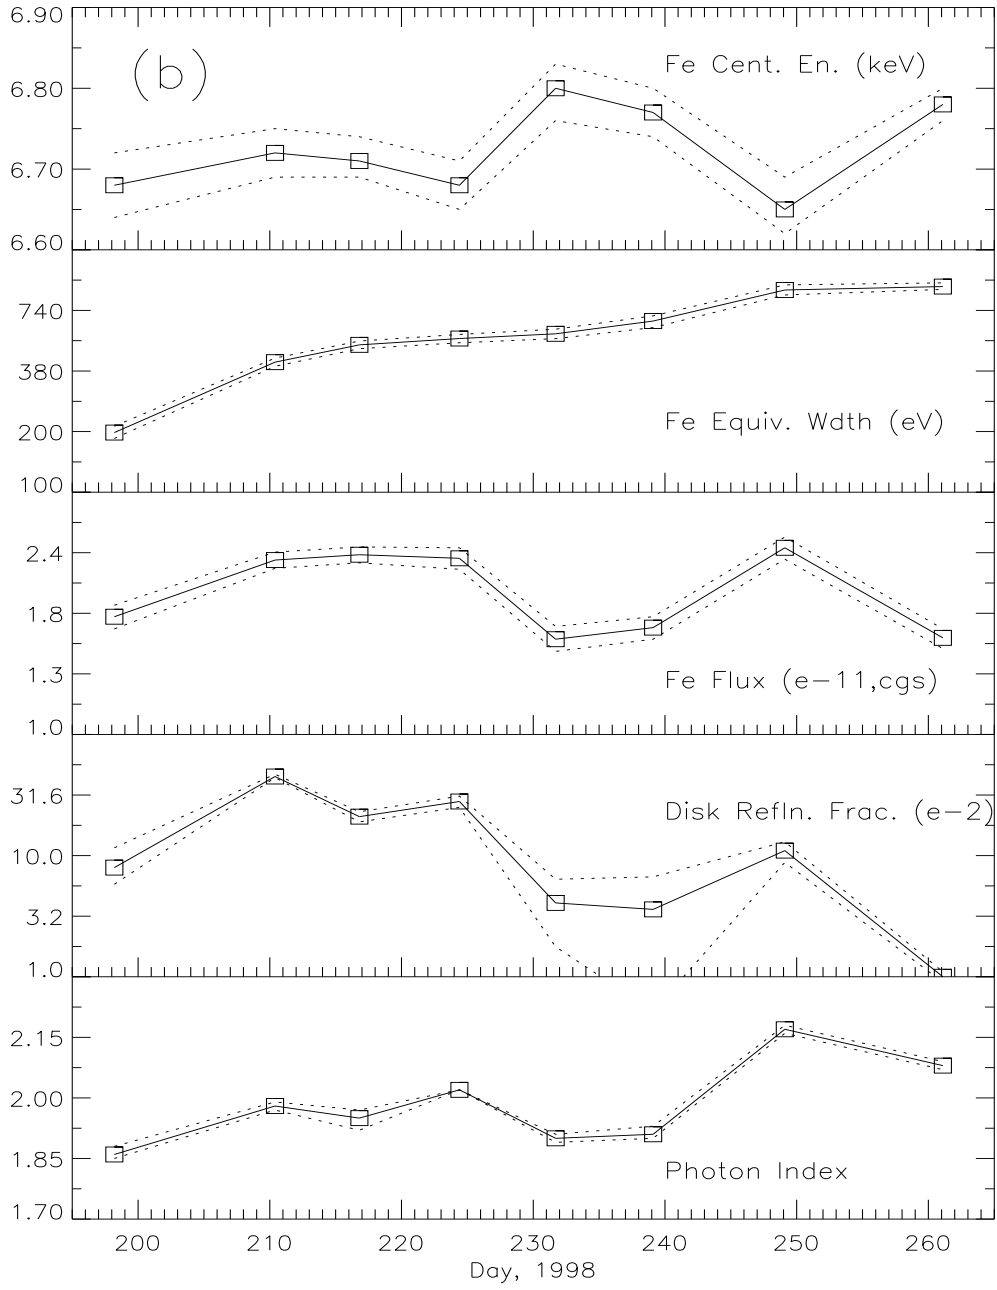 6.90
(b)
Fe Cent. En. (keV)
6.80
6.70
6.60
740
380
Fe Equiv. Wdth (eV)
200
100
2.4
1.8
1.3
Fe Flux (e−11,cgs)
1.0
31.6
Disk Refln. Frac. (e−2)
10.0
3.2
1.0
2.15
2.00
1.85
Photon Index
1.70
200 210 220 230 240 250 260
Day, 1998